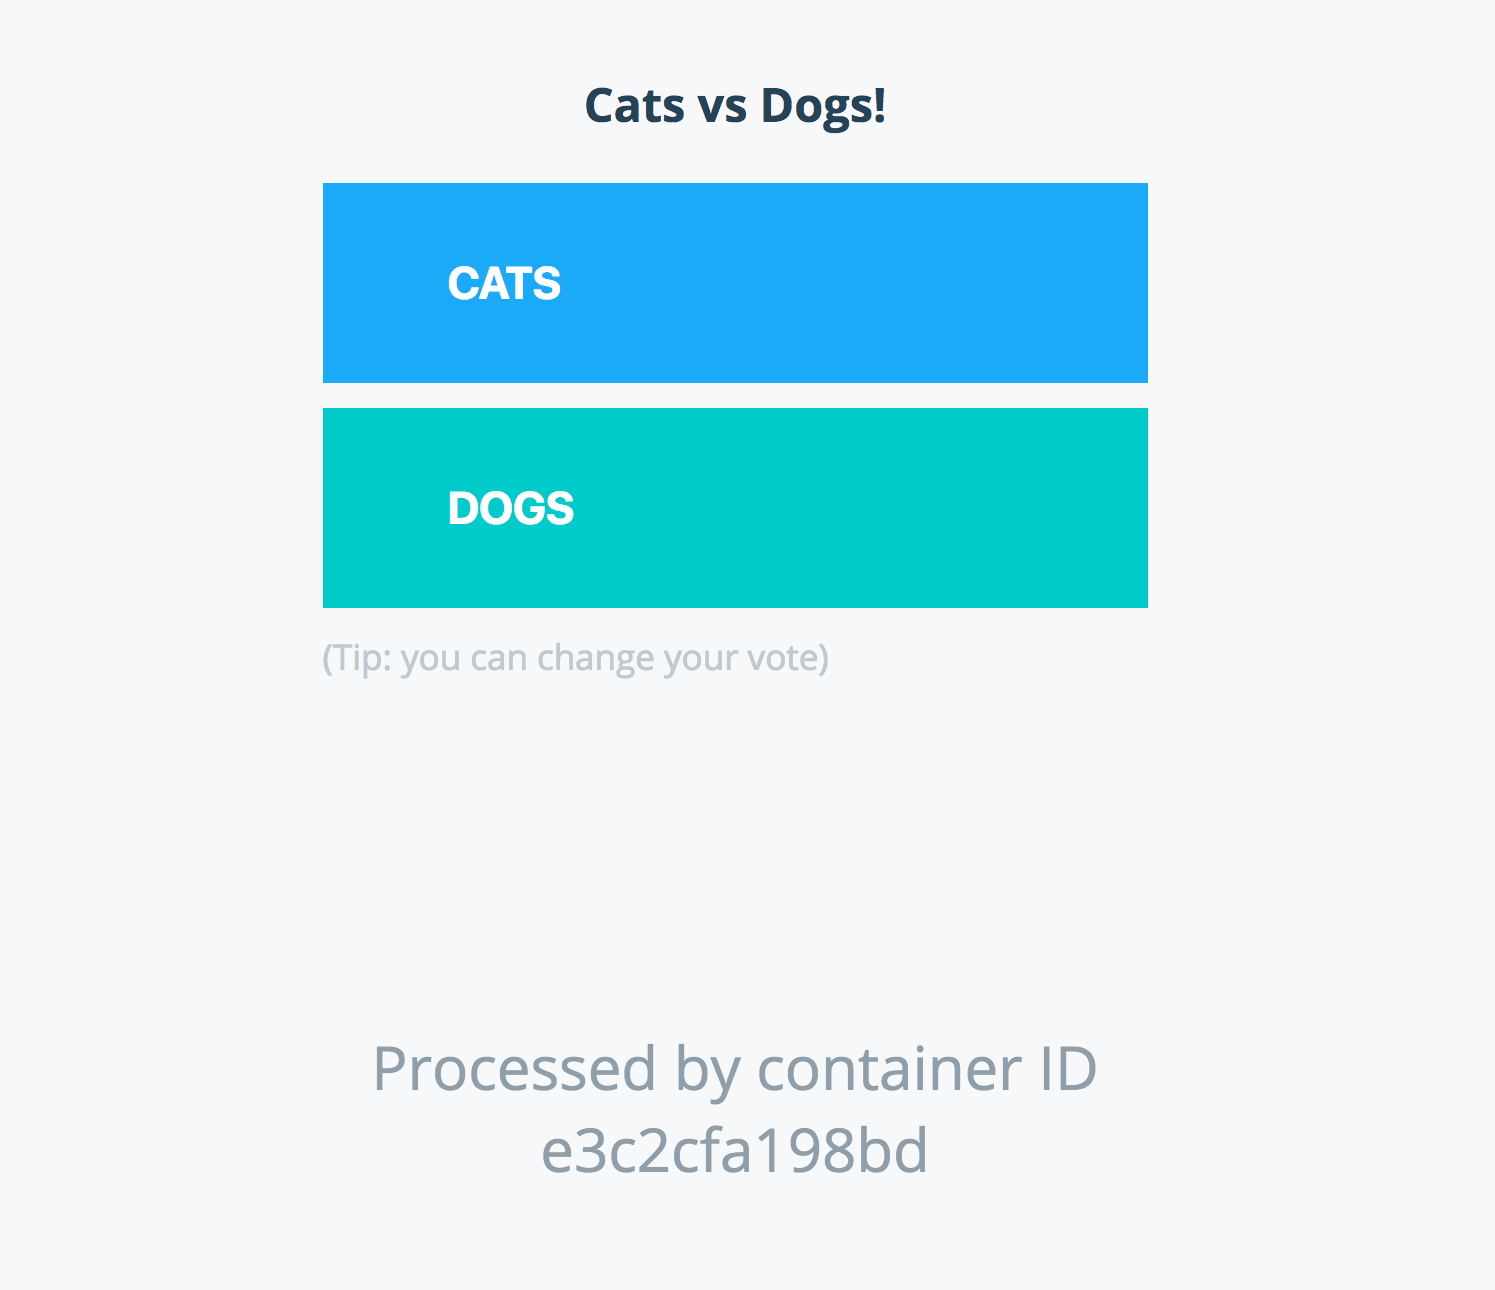 Cats vs Dogs!
CATS
DOGS
(Tip: you can change your vote)
Processed by container ID
e3c2cfa198bd